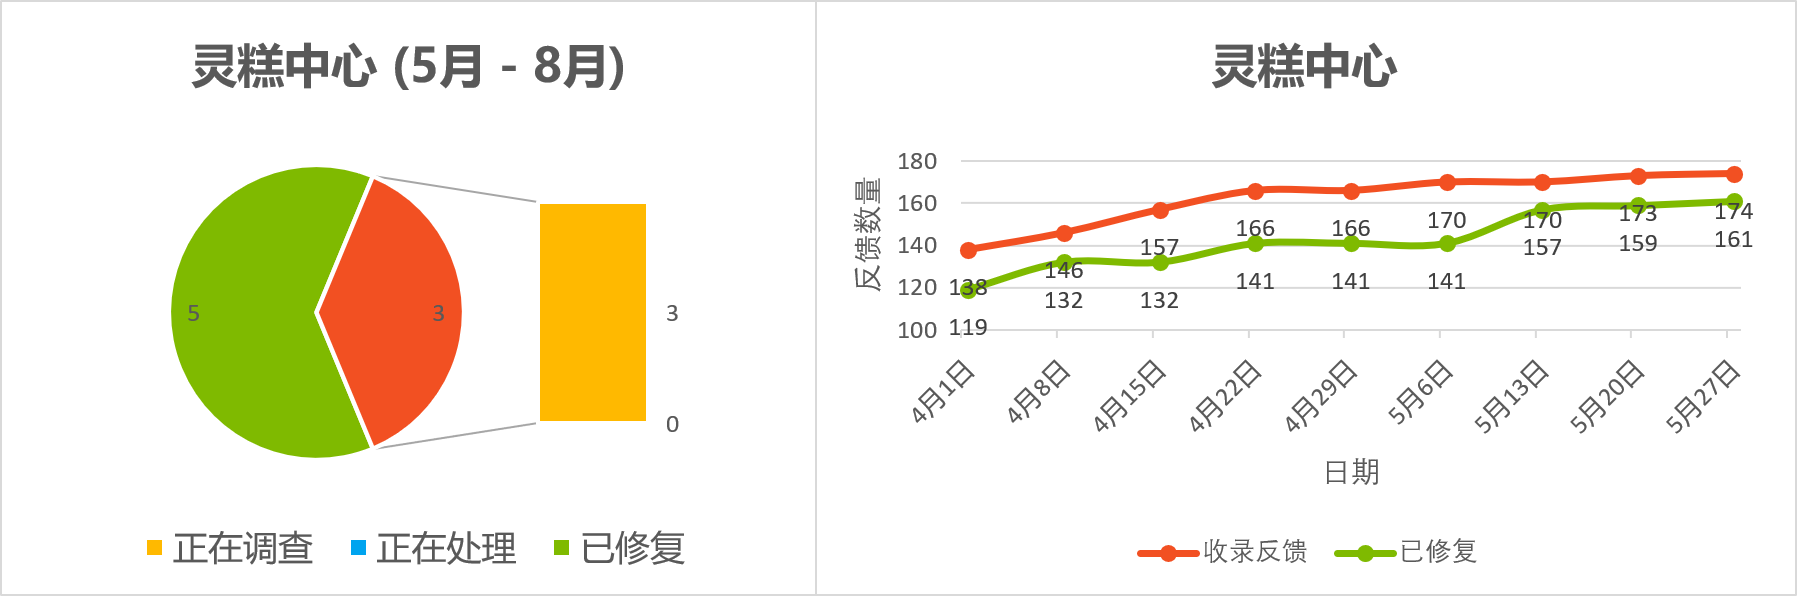 灵糕中心 (5月 - 8月)
5
3
3
0
正在调查
正在处理
已修复
灵糕中心
反馈数量
180
160
140
120
100
138
146
157
166
166
170
170
173
174
119
132
132
141
141
141
157
159
161
4月1日
4月8日
4月15日
4月22日
4月29日
5月6日
5月13日
5月20日
5月27日
日期
收录反馈
已修复